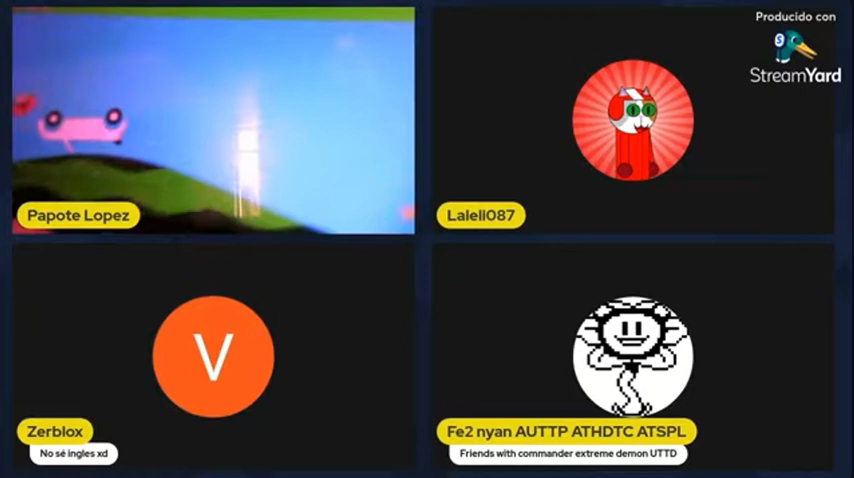 Producido con
StreamYard
Papote Lopez
Laleli087
V
Zerblox
No sé ingles xd
Fe2 nyan AUTTP ATHDTC ATSPL
Friends with commander extreme demon UTTD